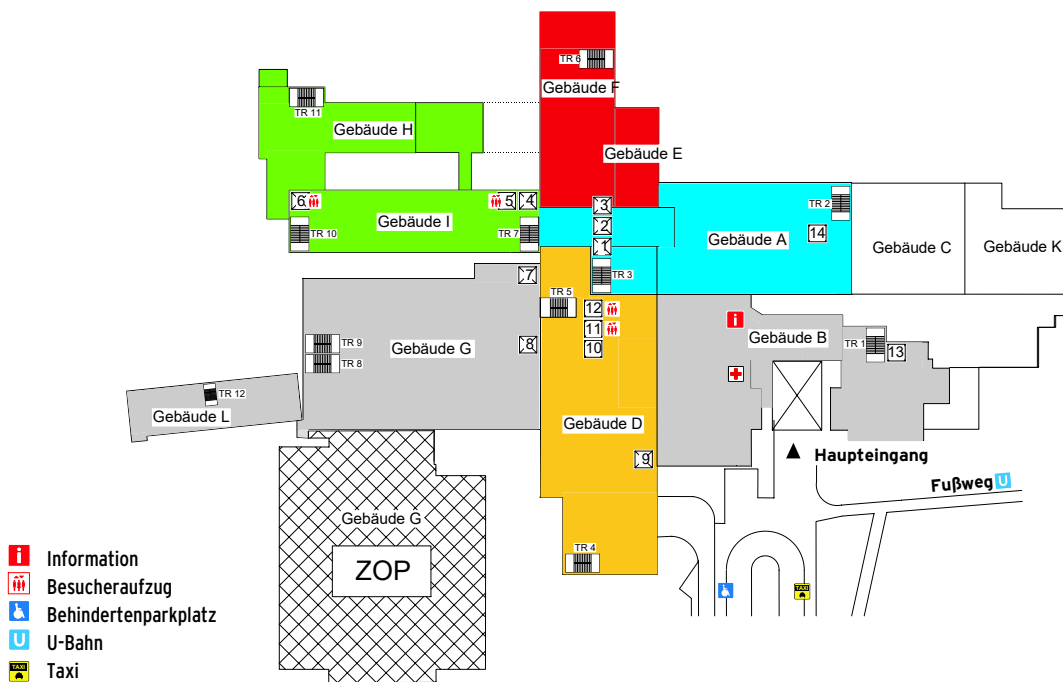 TR 6
Gebäude F
TR 11
Gebäude H
Gebäude E
6
5
4
3
TR 2
2
14
Gebäude I
Gebäude A
TR 10
TR 7
1
Gebäude C
Gebäude K
7
TR 3
TR 5
12
i
11
Gebäude B
TR 9
Gebäude G
8
10
TR 1
13
TR 8
TR 12
Gebäude L
Gebäude D
9
Haupteingang
Fußweg U
Gebäude G
TR 4
ZOP
TAXI
i Information
Besucheraufzug
Behindertenparkplatz
U U-Bahn
TAXI Taxi